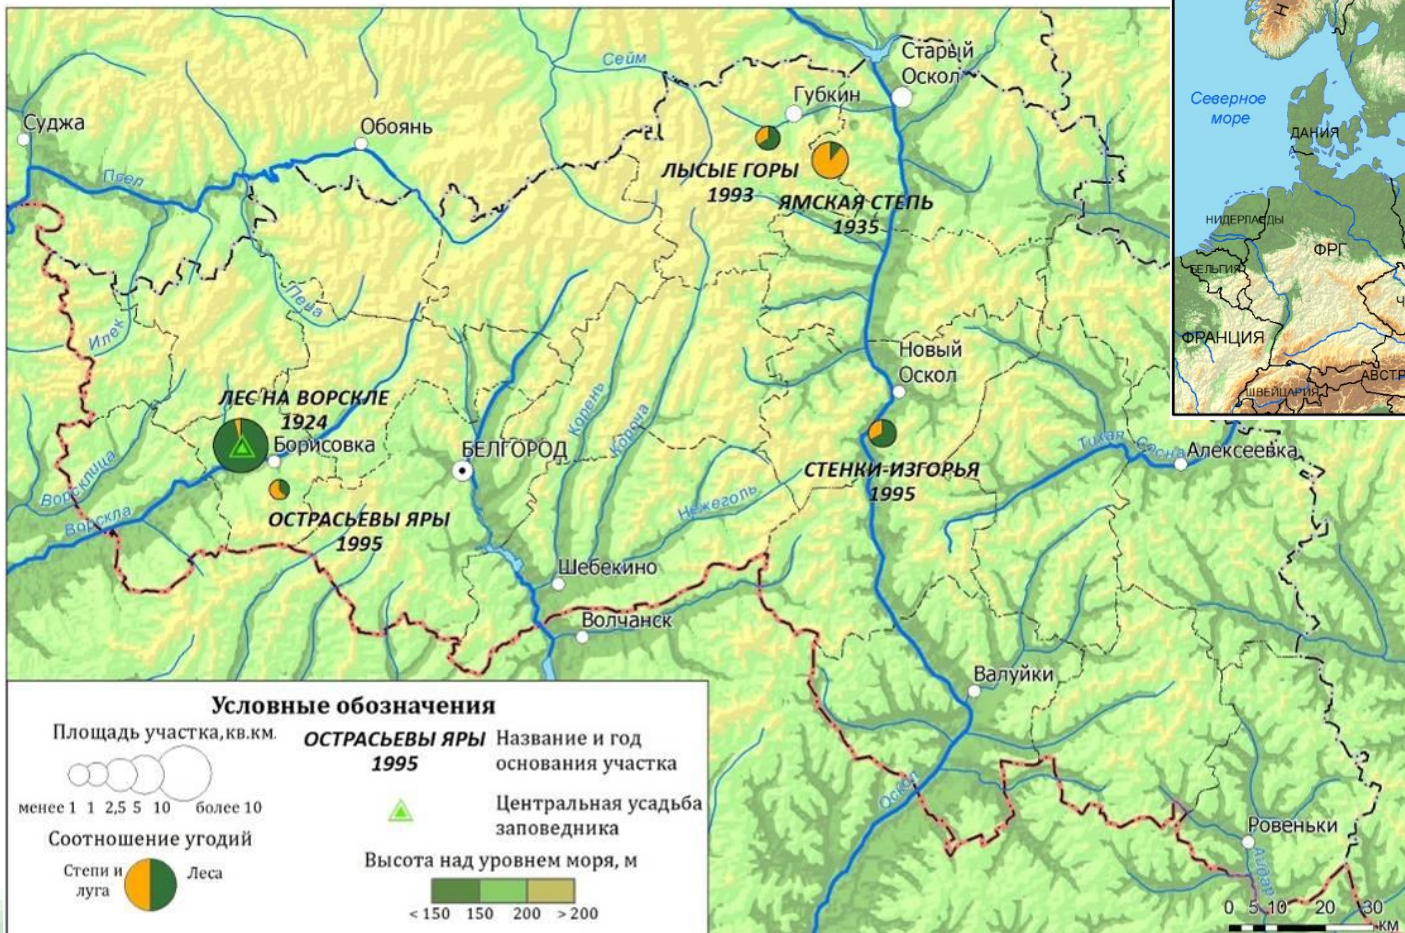 Сейм
Старый
Оскол
Губкин
Суджа
Обоянь
Псел
ЛЫСЫЕ ГОРЫ
1993
ЯМСКАЯ СТЕПЬ
1935
Илек
Пена
Новый
Оскол
ЛЕС НА ВОРСКЛЕ
1924
Борисовка
БЕЛГОРОД
Корень
Короча
Тихая Сосна
Алексеевка
Ворсклица
Ворскла
СТЕНКИ-ИЗГОРЬЯ
1995
ОСТРАСЬЕВЫ ЯРЫ
1995
Нежеголь
Шебекино
Волчанск
Валуйки
Оскол
Ровеньки
Айдар
0 5 10 20 30
КМ
Северное
море
Н
ДАНИЯ
НИДЕРЛАНДЫ
ФРГ
БЕЛЬГИЯ
Ч
ФРАНЦИЯ
АВСТР
ШВЕЙЦАРИЯ
Условные обозначения
Площадь участка,кв.км.
менее 1 1 2,5 5 10 более 10
Соотношение угодий
Степи и
луга
Леса
ОСТРАСЬЕВЫ ЯРЫ
1995
Название и год
основания участка
Центральная усадьба
заповедника
Высота над уровнем моря, м
< 150 150 200 > 200